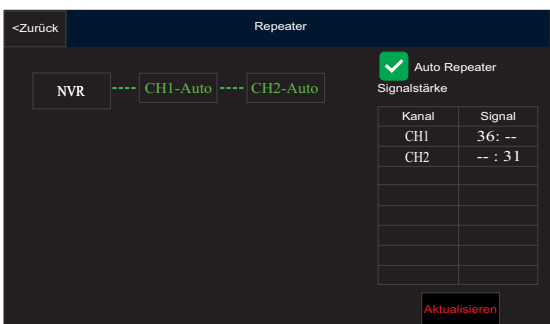 <Zurück
Repeater
NVR ---- CH1-Auto ---- CH2-Auto
Auto Repeater
Signalstärke
Kanal Signal
CH1 36: --
CH2 -- : 31
Aktualisieren